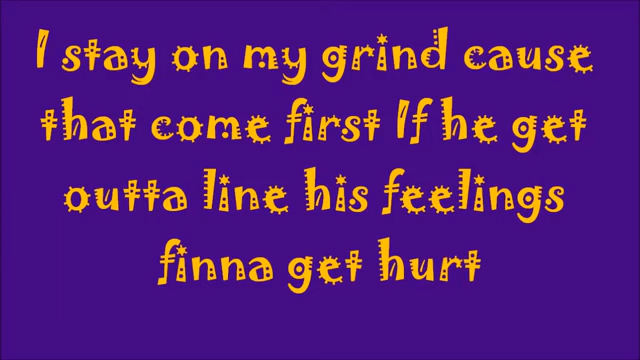 I stay on my grind cause
that come first If he get
outta line his feelings
finna get hurt